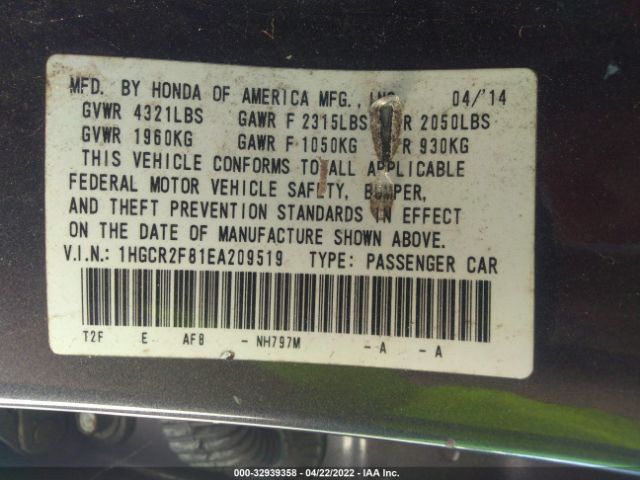 MFD. BY HONDA OF AMERICA MFG., INC. 04/'14
GVWR 4321LBS GAWR F 2315LBS R 2050LBS
GVWR 1960KG GAWR F 1050KG R 930KG
THIS VEHICLE CONFORMS TO ALL APPLICABLE
FEDERAL MOTOR VEHICLE SAFETY, BUMPER,
AND THEFT PREVENTION STANDARDS IN EFFECT
ON THE DATE OF MANUFACTURE SHOWN ABOVE.
V.I.N.: 1HGCR2F81EA209519 TYPE: PASSENGER CAR
T2F E AFB - NH797M - A - A
000-32939358 - 04/22/2022 - IAA Inc.